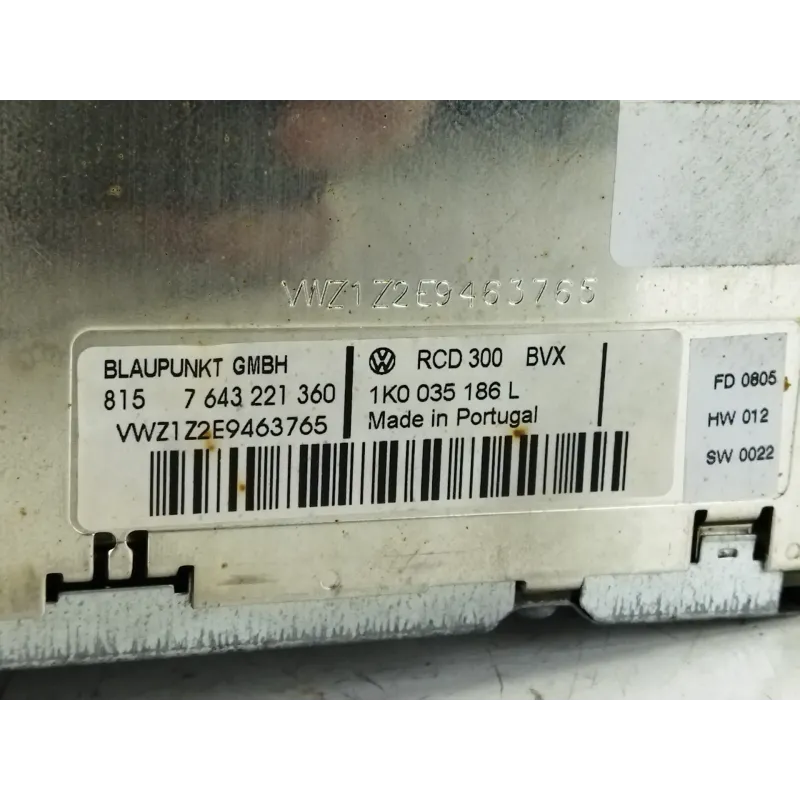 VWZ1Z2E9463765
BLAUPUNKT GMBH
815 7 643 221 360
VWZ1Z2E9463765
RCD 300 BVX
1K0 035 186 L
Made in Portugal
FD 0605
HW 012
SW 0022